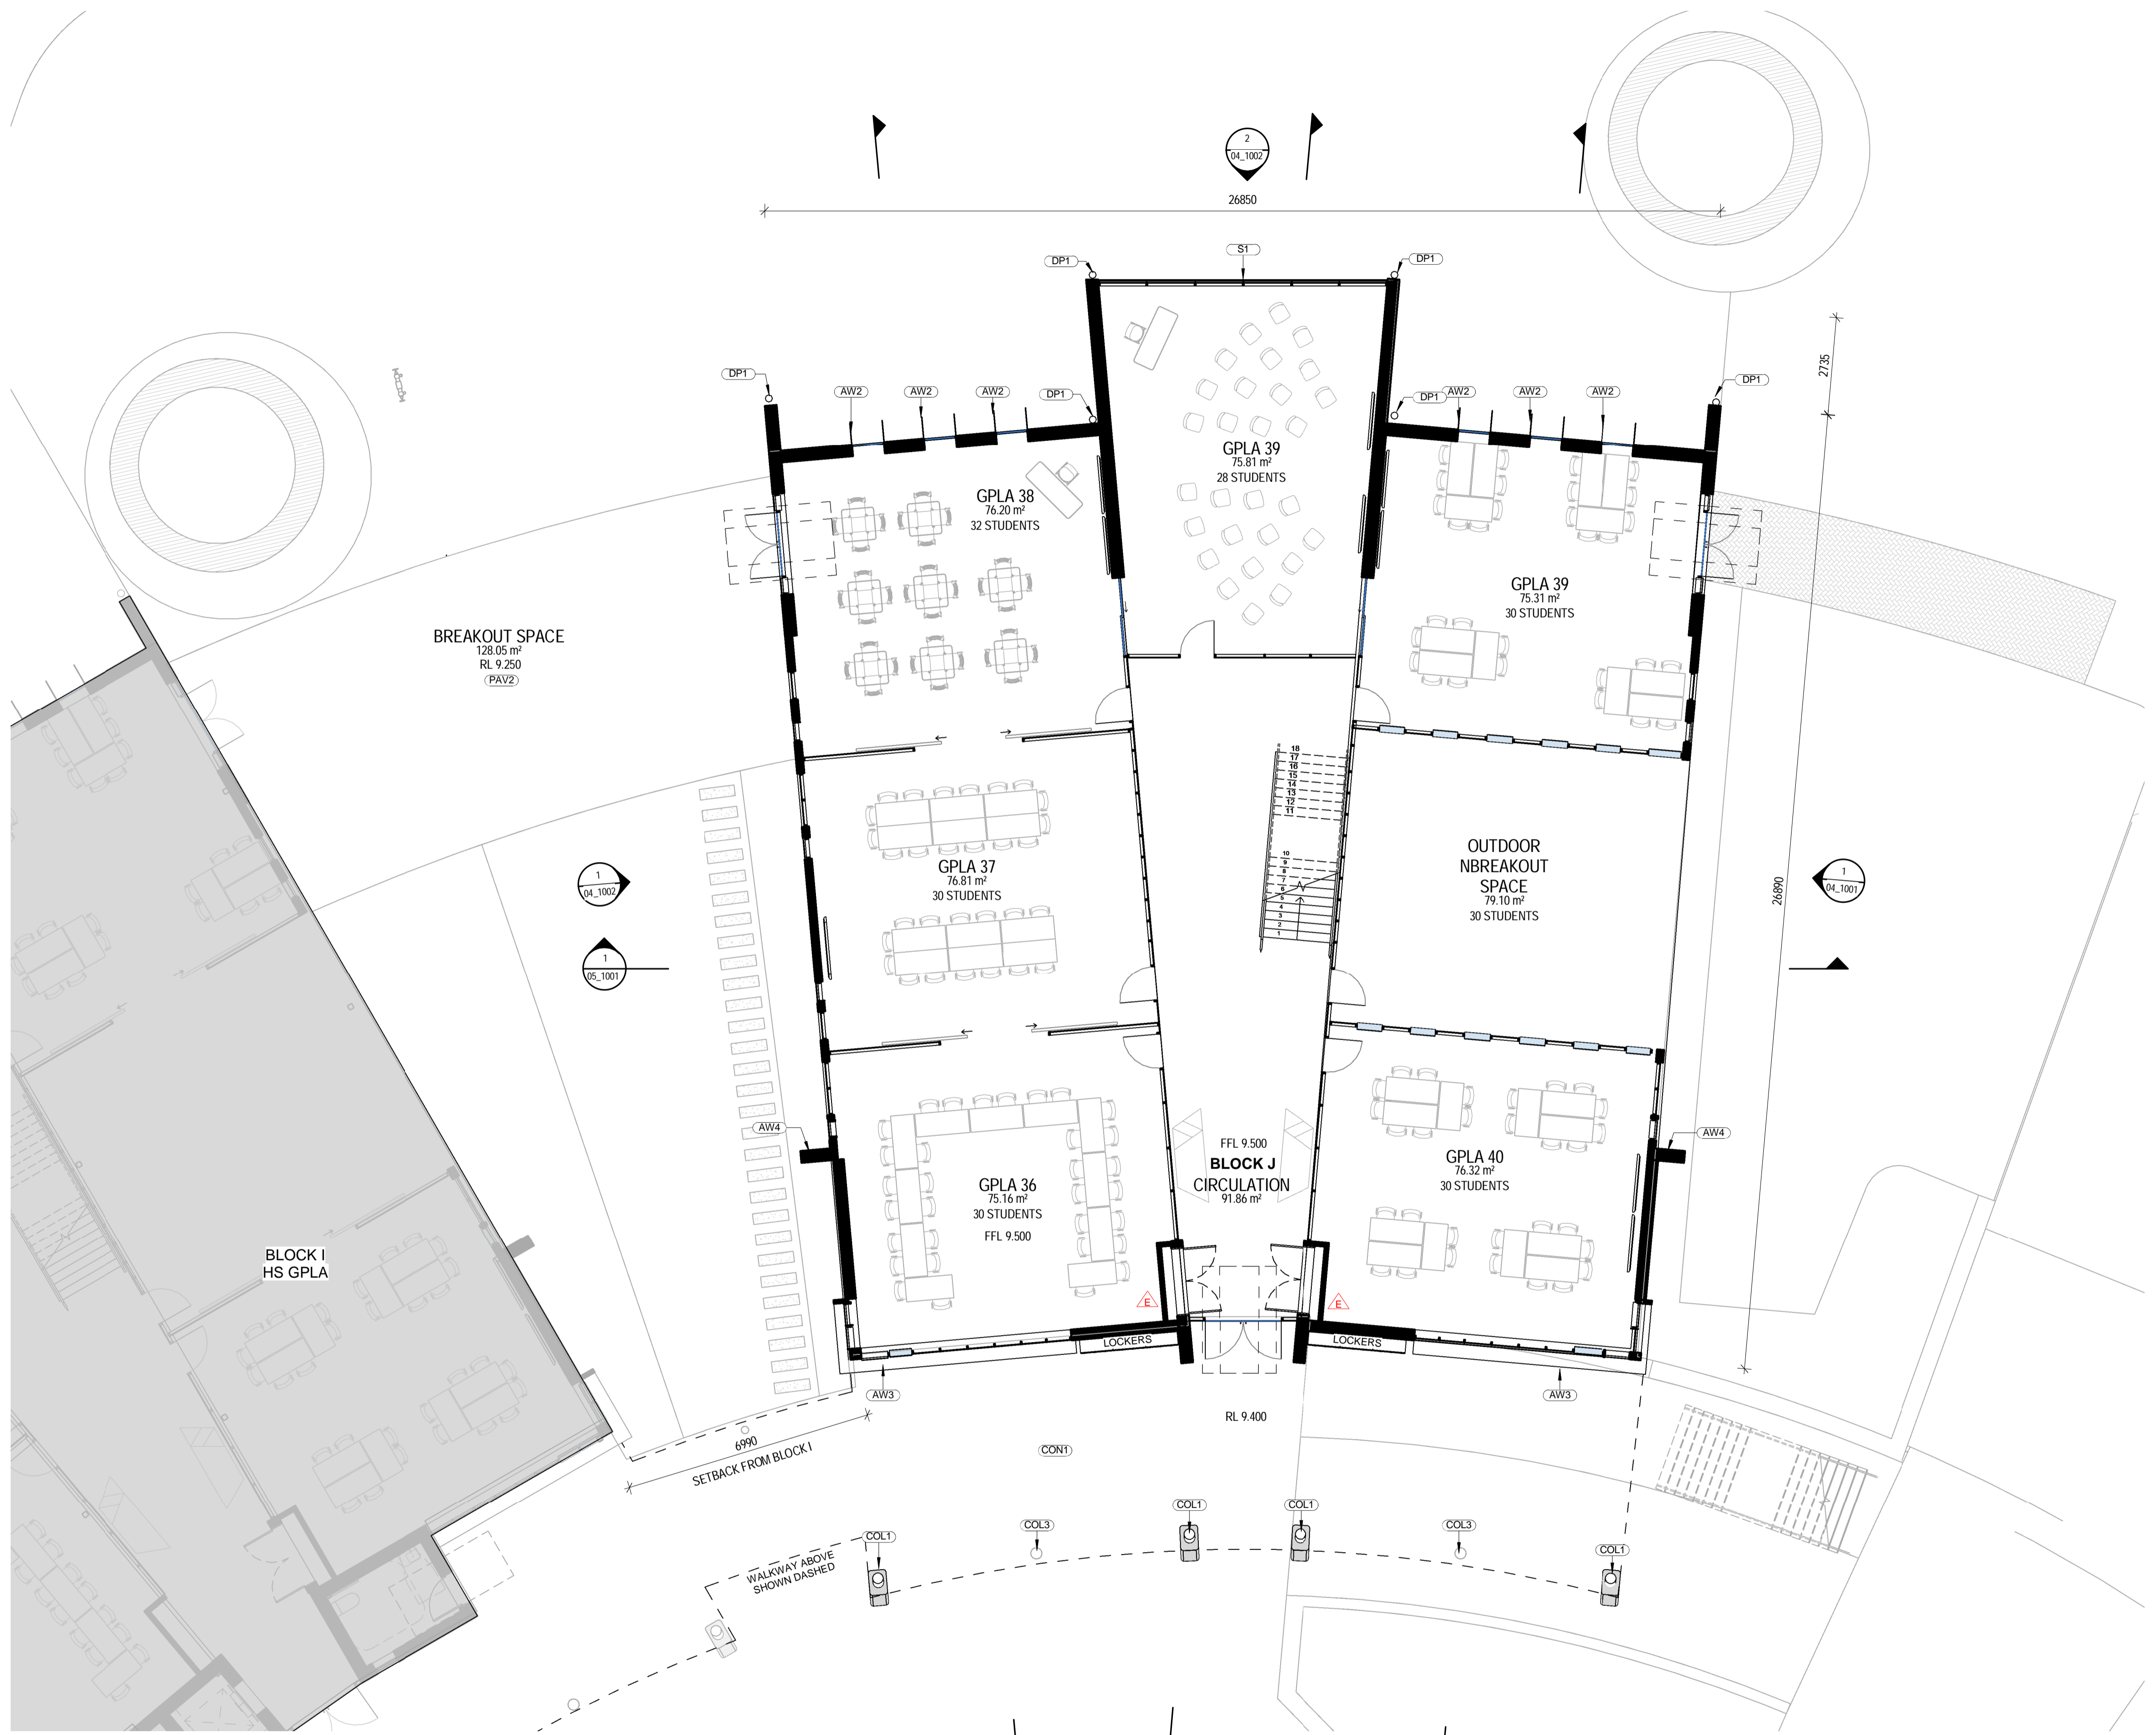 2
04_1002
26850
S1
DP1
DP1
2735
DP1
AW2
AW2
AW2
DP1
DP1
AW2
AW2
AW2
DP1
GPLA 39
75.81 m²
28 STUDENTS
GPLA 38
76.20 m²
32 STUDENTS
GPLA 39
75.31 m²
30 STUDENTS
BREAKOUT SPACE
128.05 m²
RL 9.250
PAV2
18
17
16
15
14
13
12
11
10
9
8
7
6
5
4
3
2
1
GPLA 37
76.81 m²
30 STUDENTS
OUTDOOR
NBREAKOUT
SPACE
79.10 m²
30 STUDENTS
1
04_1002
1
04_1001
26890
1
05_1001
AW4
AW4
FFL 9.500
BLOCK J
CIRCULATION
91.86 m²
GPLA 36
75.16 m²
30 STUDENTS
FFL 9.500
GPLA 40
76.32 m²
30 STUDENTS
BLOCK I
HS GPLA
E
E
LOCKERS
LOCKERS
AW3
AW3
RL 9.400
6990
SETBACK FROM BLOCK I
CON1
COL1
COL3
COL1
COL1
COL3
COL1
WALKWAY ABOVE
SHOWN DASHED